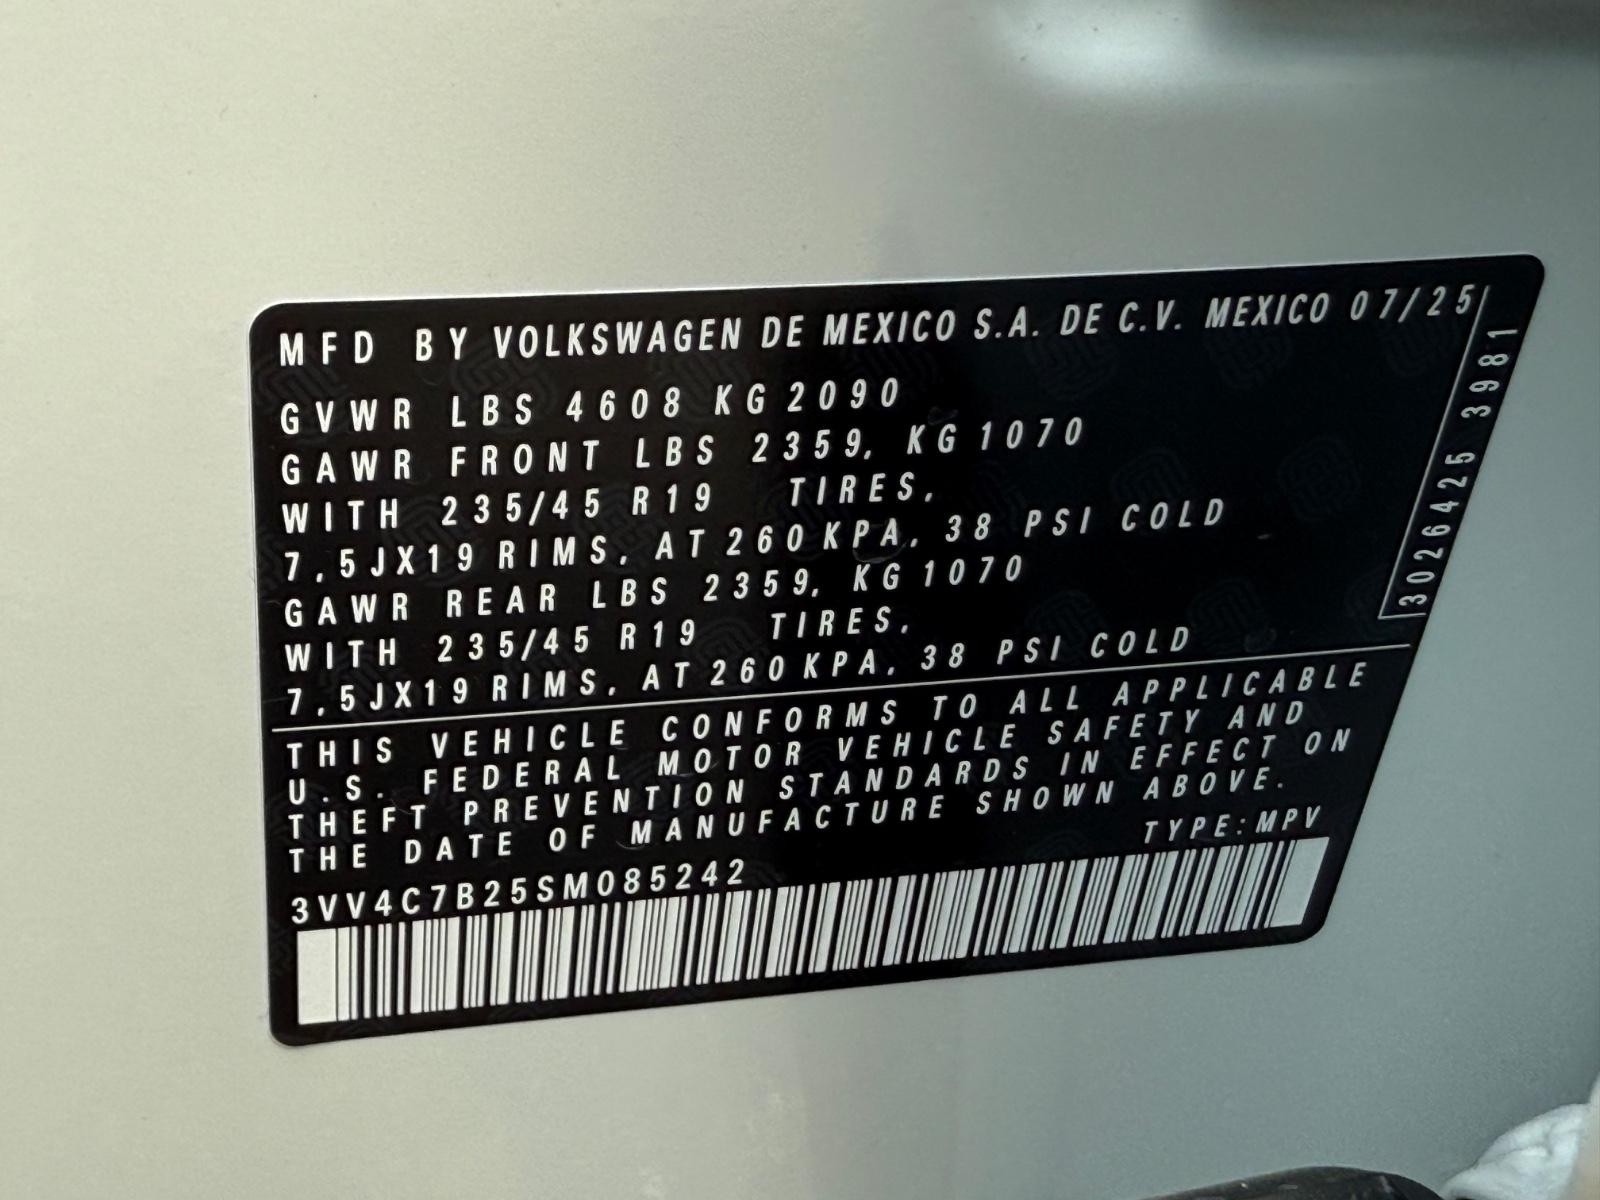 MFD BY VOLKSWAGEN DE MEXICO S.A. DE C.V. MEXICO 07/25
GVWR LBS 4608 KG 2090
GAWR FRONT LBS 2359, KG 1070
WITH 235/45 R19 TIRES,
7,5JX19 RIMS, AT 260 KPA, 38 PSI COLD
GAWR REAR LBS 2359, KG 1070
WITH 235/45 R19 TIRES,
7,5JX19 RIMS, AT 260 KPA, 38 PSI COLD
3026425 3981
THIS VEHICLE CONFORMS TO ALL APPLICABLE
U.S. FEDERAL MOTOR VEHICLE SAFETY AND
THEFT PREVENTION STANDARDS IN EFFECT ON
THE DATE OF MANUFACTURE SHOWN ABOVE.
TYPE:MPV
3VV4C7B25SM085242